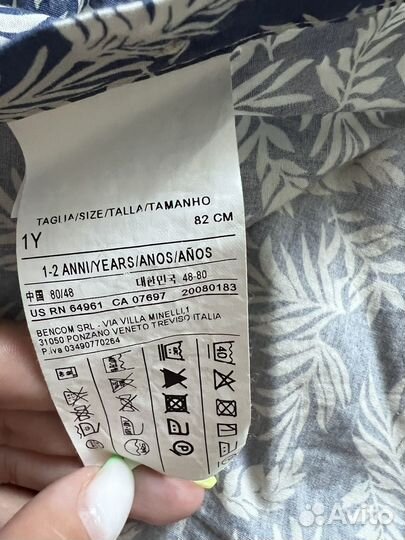 TAGLIA/SIZE/TALLA/TAMANHO
1Y 82 CM
1-2 ANNI/YEARS/ANOS/AÑOS
中国 80/48 대한민국 48-80
US RN 64961 CA 07697 20080183
BENCOM SRL - VIA VILLA MINELLI,1
31050 PONZANO VENETO TREVISO ITALIA
P.iva 03490770264
40
Avito